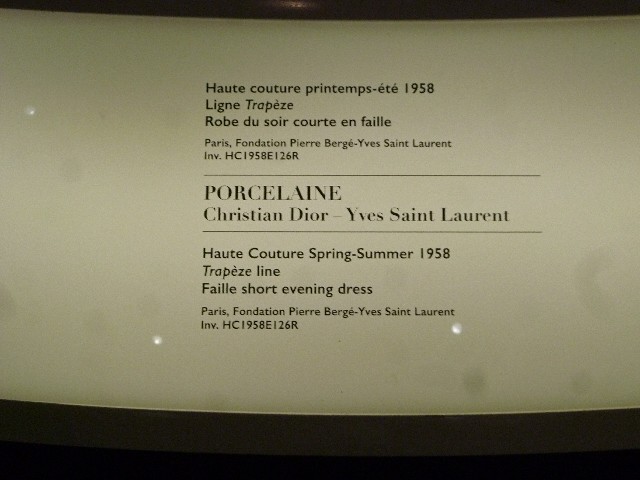 Haute couture printemps-été 1958
Ligne Trapèze
Robe du soir courte en faille
Paris, Fondation Pierre Bergé-Yves Saint Laurent
Inv. HC1958E126R
PORCELAINE
Christian Dior – Yves Saint Laurent
Haute Couture Spring-Summer 1958
Trapèze line
Faille short evening dress
Paris, Fondation Pierre Bergé-Yves Saint Laurent
Inv. HC1958E126R